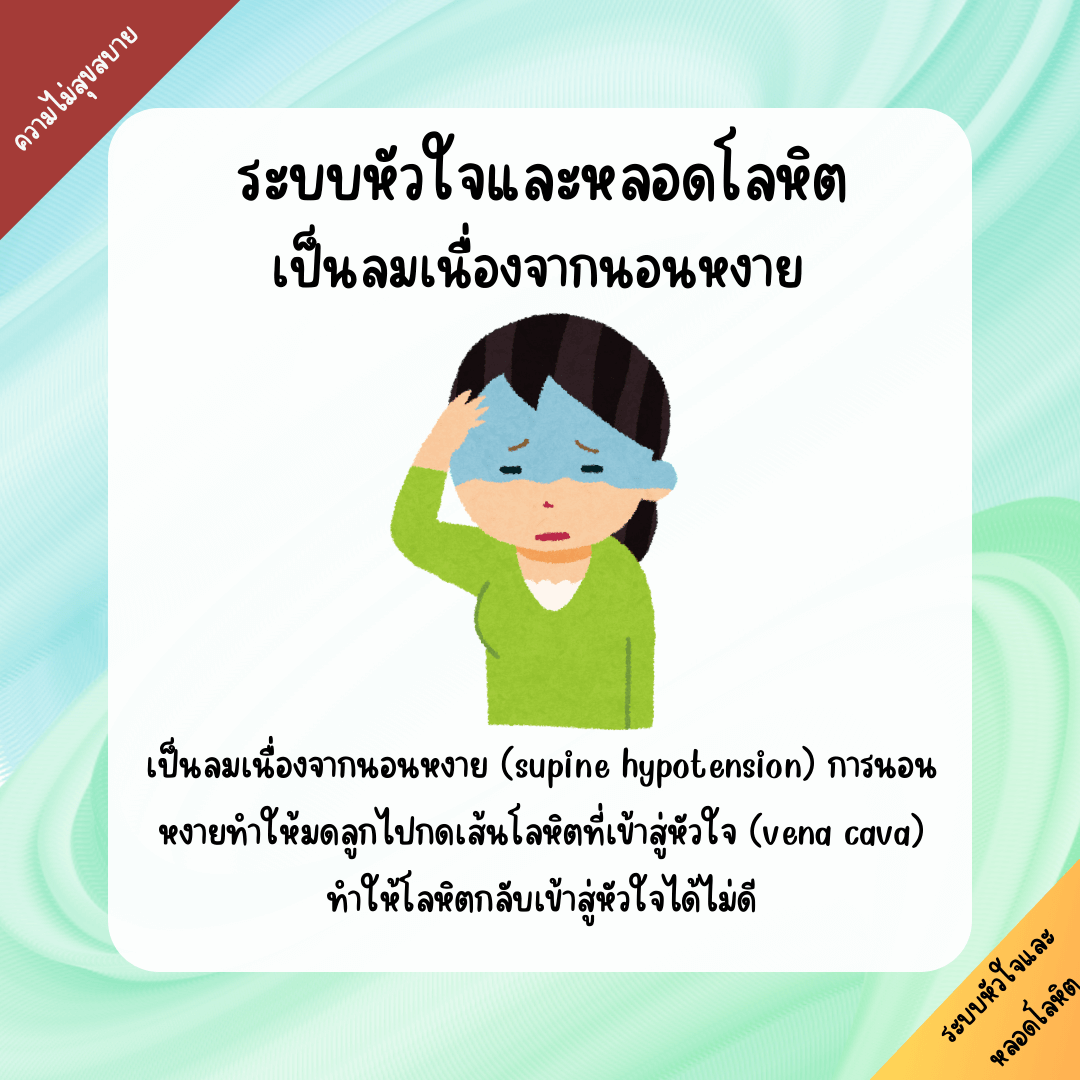 ความไม่สุขสบาย
ระบบหัวใจและหลอดโลหิต
เป็นลมเนื่องจากนอนหงาย
เป็นลมเนื่องจากนอนหงาย (supine hypotension) การนอน
หงายทำให้มดลูกไปกดเส้นโลหิตที่เข้าสู่หัวใจ (vena cava)
ทำให้โลหิตกลับเข้าสู่หัวใจได้ไม่ดี
ระบบหัวใจและ
หลอดโลหิต